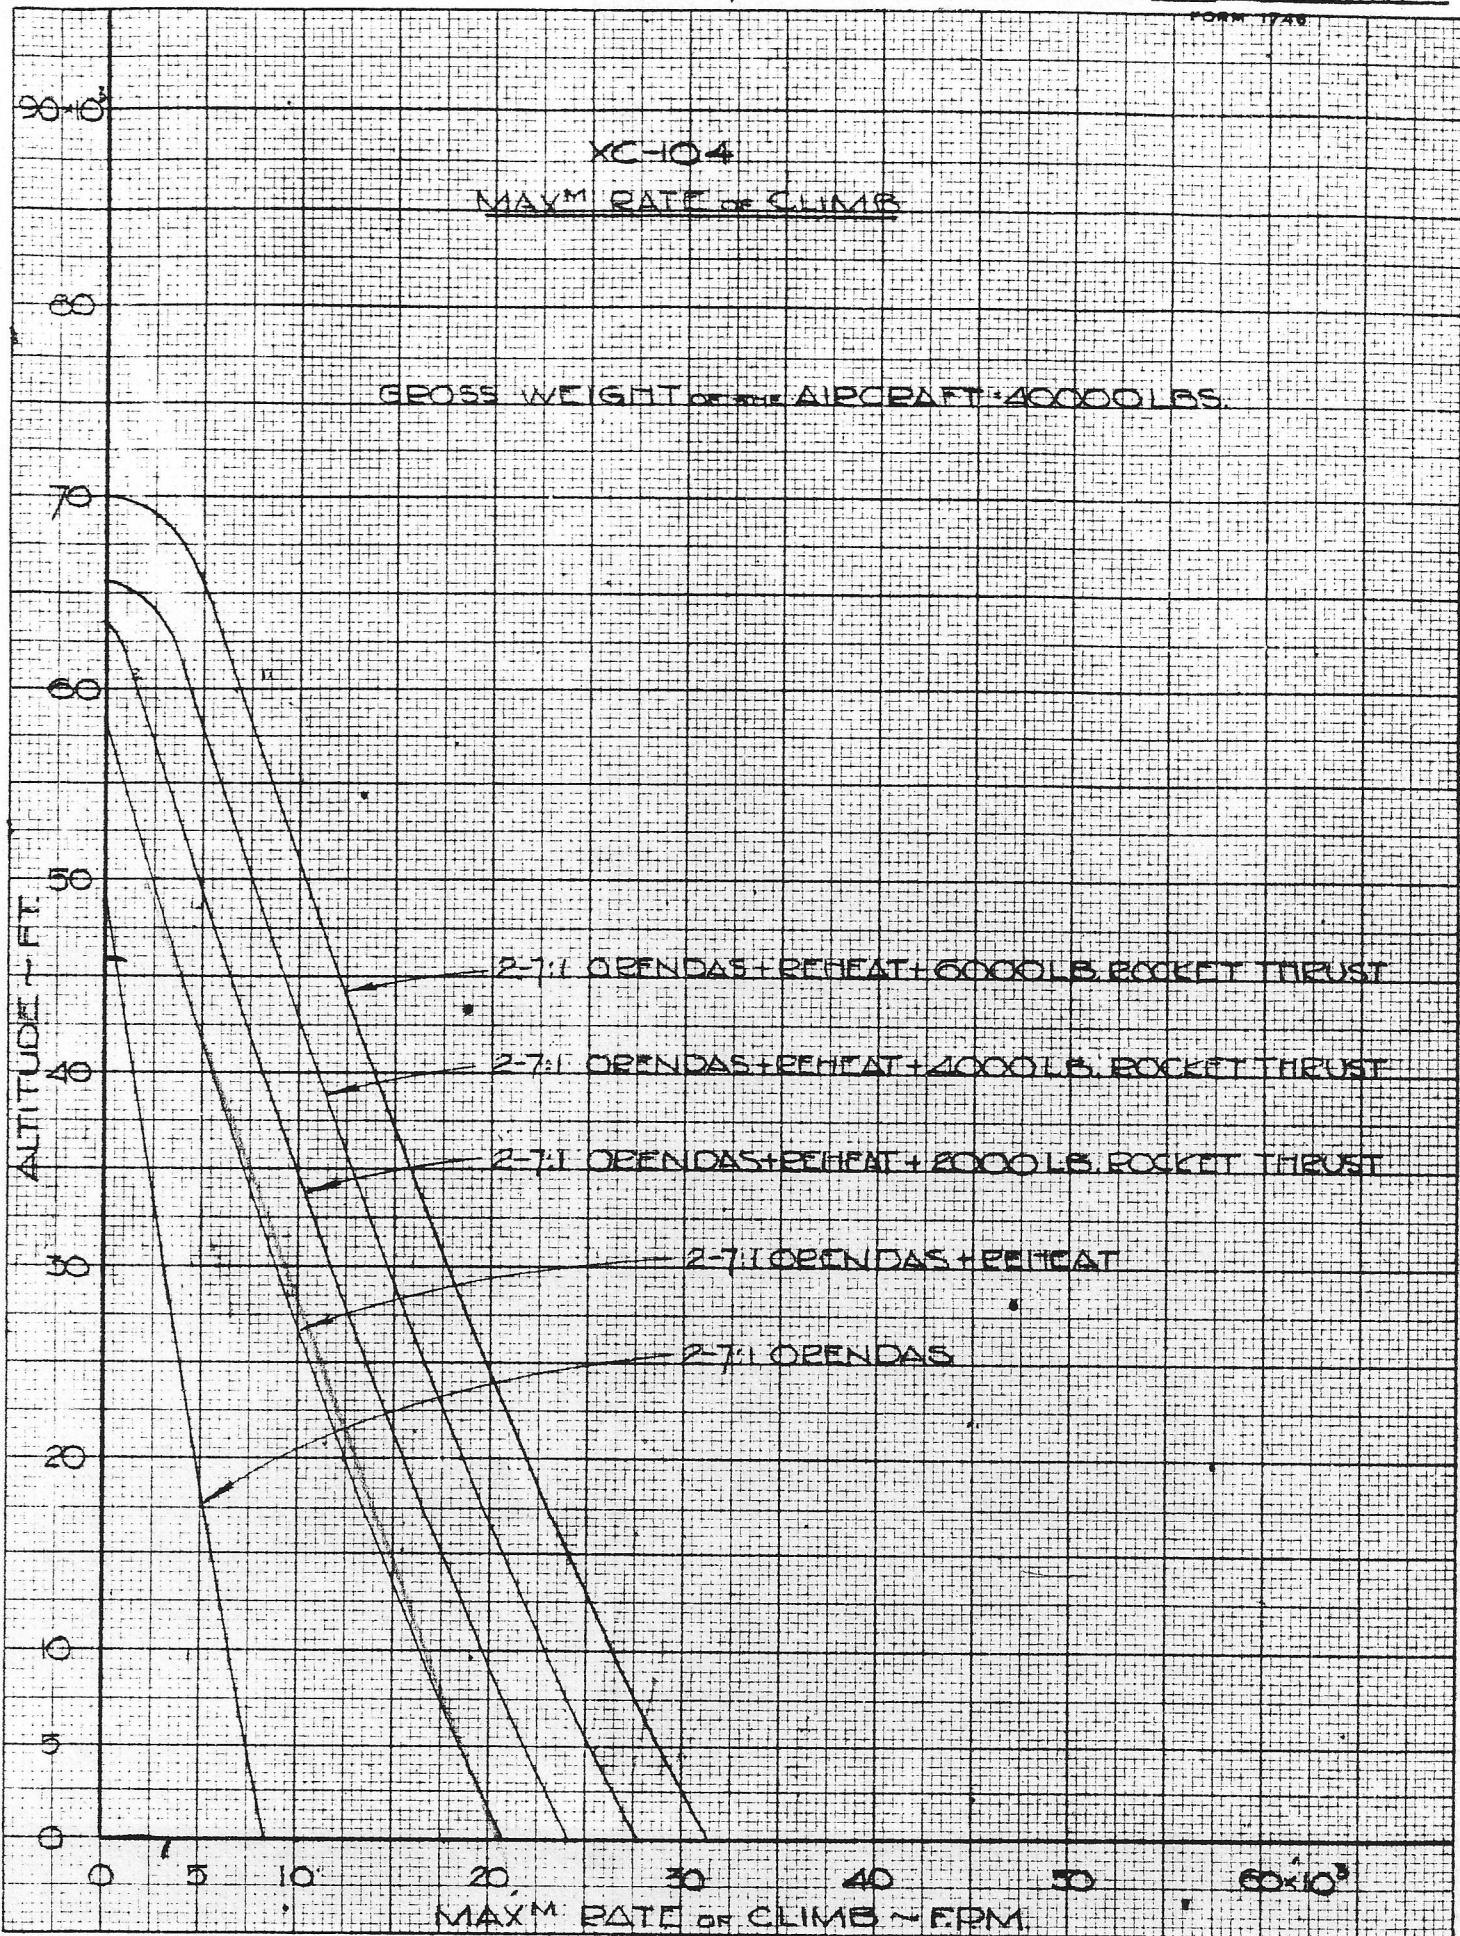 FORM 1746
90×10³
XC-104
MAXᴹ RATE OF CLIMB
80
GROSS WEIGHT OF THE AIRCRAFT = 40000 LBS.
70
60
50
ALTITUDE ~ FT.
2-7:1 ORENDAS + REHEAT + 6000 LB. ROCKET THRUST
40
2-7:1 ORENDAS + REHEAT + 4000 LB. ROCKET THRUST
2-7:1 ORENDAS + REHEAT + 2000 LB. ROCKET THRUST
30
2-7:1 ORENDAS + REHEAT
2-7:1 ORENDAS
20
10
5
0
0 5 10 20 30 40 50 60×10³
MAXᴹ RATE OF CLIMB ~ F.P.M.